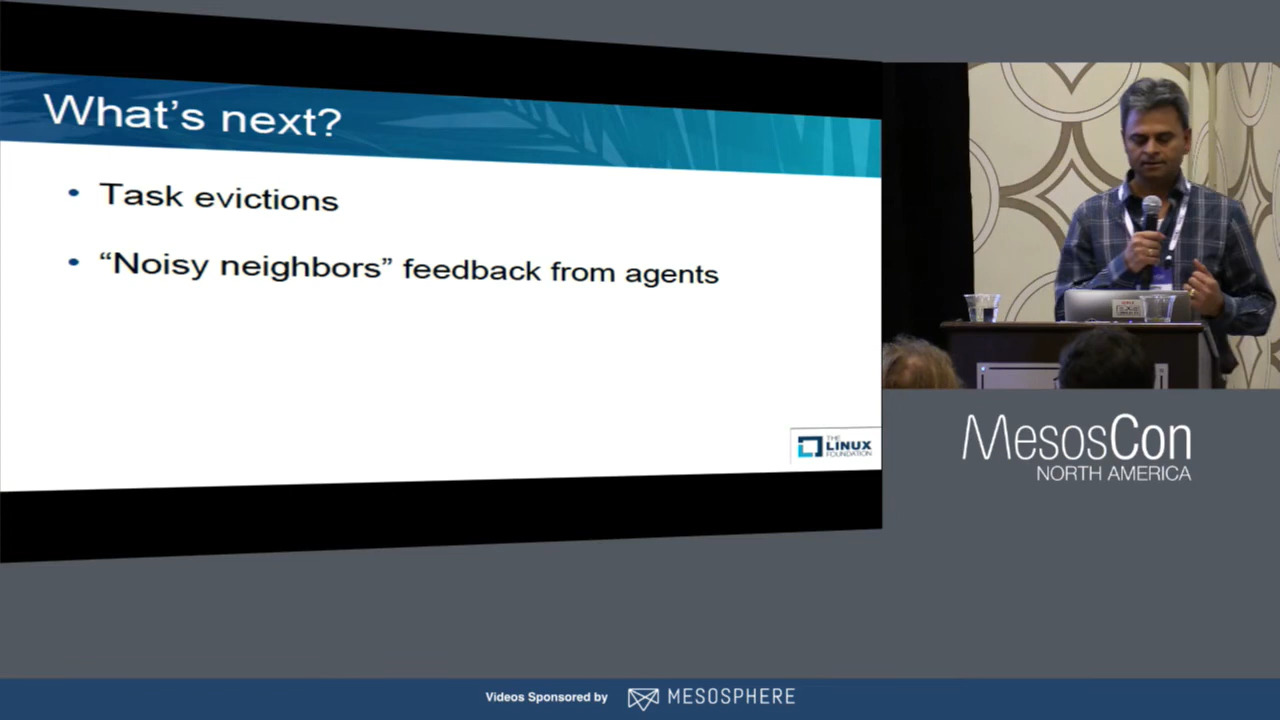 What's next?
• Task evictions
• “Noisy neighbors” feedback from agents
THE
LINUX
FOUNDATION
MesosCon
NORTH AMERICA
Videos Sponsored by
MESOSPHERE